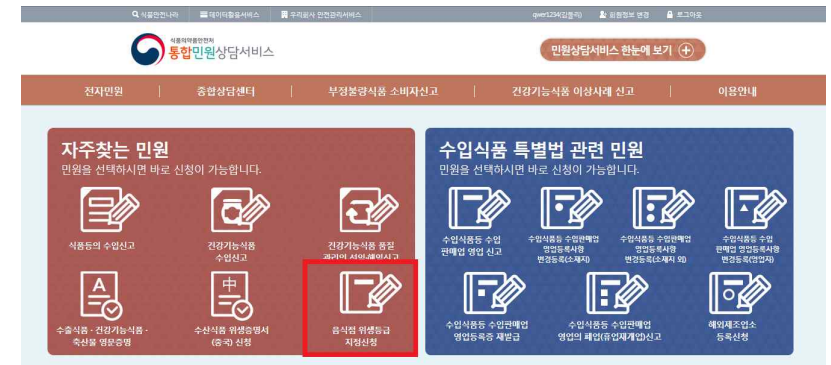 식품안전나라 데이터활용서비스 우리회사 안전관리서비스 qwer1234(김철러) 회원정보 변경 로그아웃
식품의약품안전처
통합민원상담서비스
민원상담서비스 한눈에 보기
전자민원 종합상담센터 부정불량식품 소비자신고 건강기능식품 이상사례 신고 이용안내
자주찾는 민원
민원을 선택하시면 바로 신청이 가능합니다.
식품등의 수입신고
건강기능식품
수입신고
건강기능식품 품질
관리인 선임·해임신고
A
수출식품 · 건강기능식품 ·
축산물 영문증명
中
수산식품 위생증명서
(중국) 신청
음식점 위생등급
지정신청
수입식품 특별법 관련 민원
민원을 선택하시면 바로 신청이 가능합니다.
수입식품등 수입
판매업 영업 신고
수입식품등 수입판매업
영업등록사항
변경등록(소재지)
수입식품등 수입판매업
영업등록사항
변경등록(소재지 외)
수입식품등 수입
판매업 영업등록사항
변경등록(영업자)
수입식품등 수입판매업
영업등록증 재발급
수입식품등 수입판매업
영업의 폐업(휴업재개업)신고
해외제조업소
등록신청